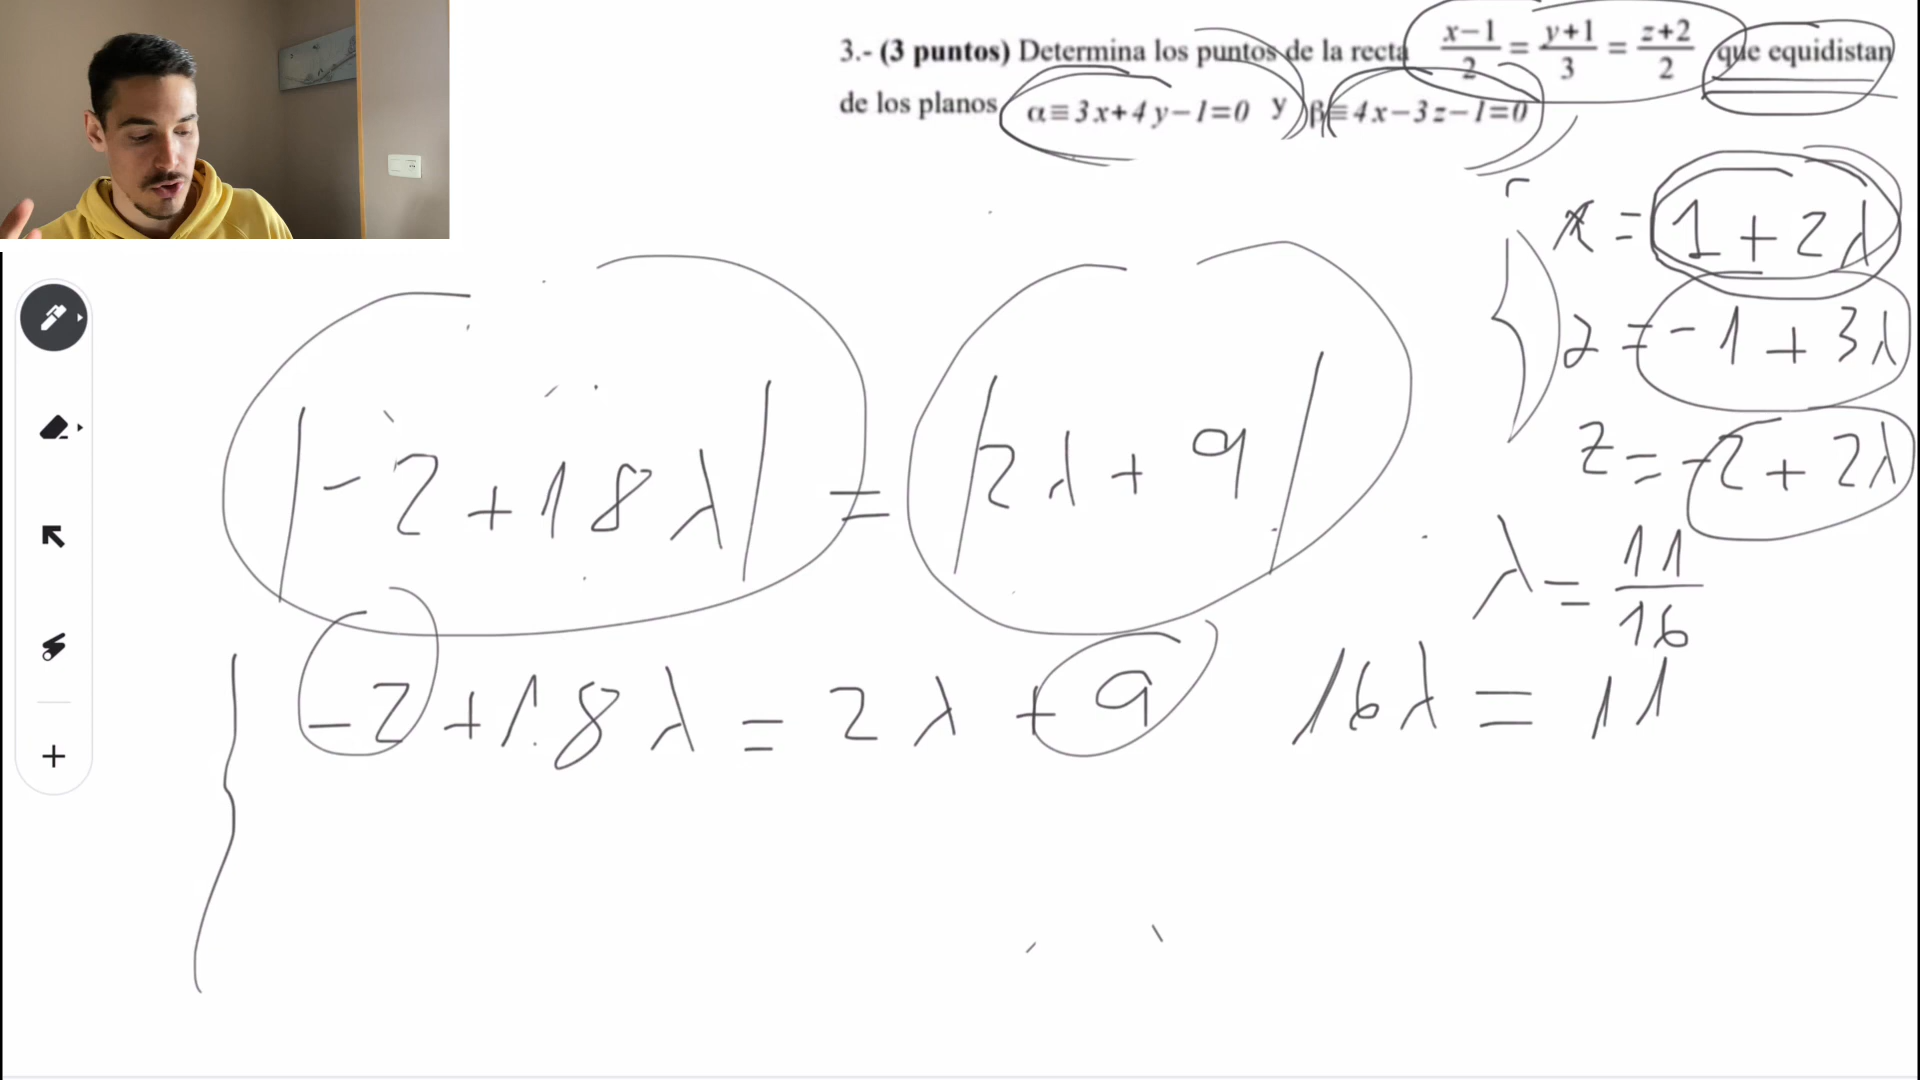 3.- (3 puntos) Determina los puntos de la recta x−1/2 = y+1/3 = z+2/2 que equidistan
de los planos α≡3x+4y−1=0 y β≡4x−3z−1=0
x = 1 + 2λ
2 = −1 + 3λ
z = −2 + 2λ
|−2 + 18λ| = |2λ + 9|
λ = 11/16
−2 + 18λ = 2λ + 9
16λ = 11